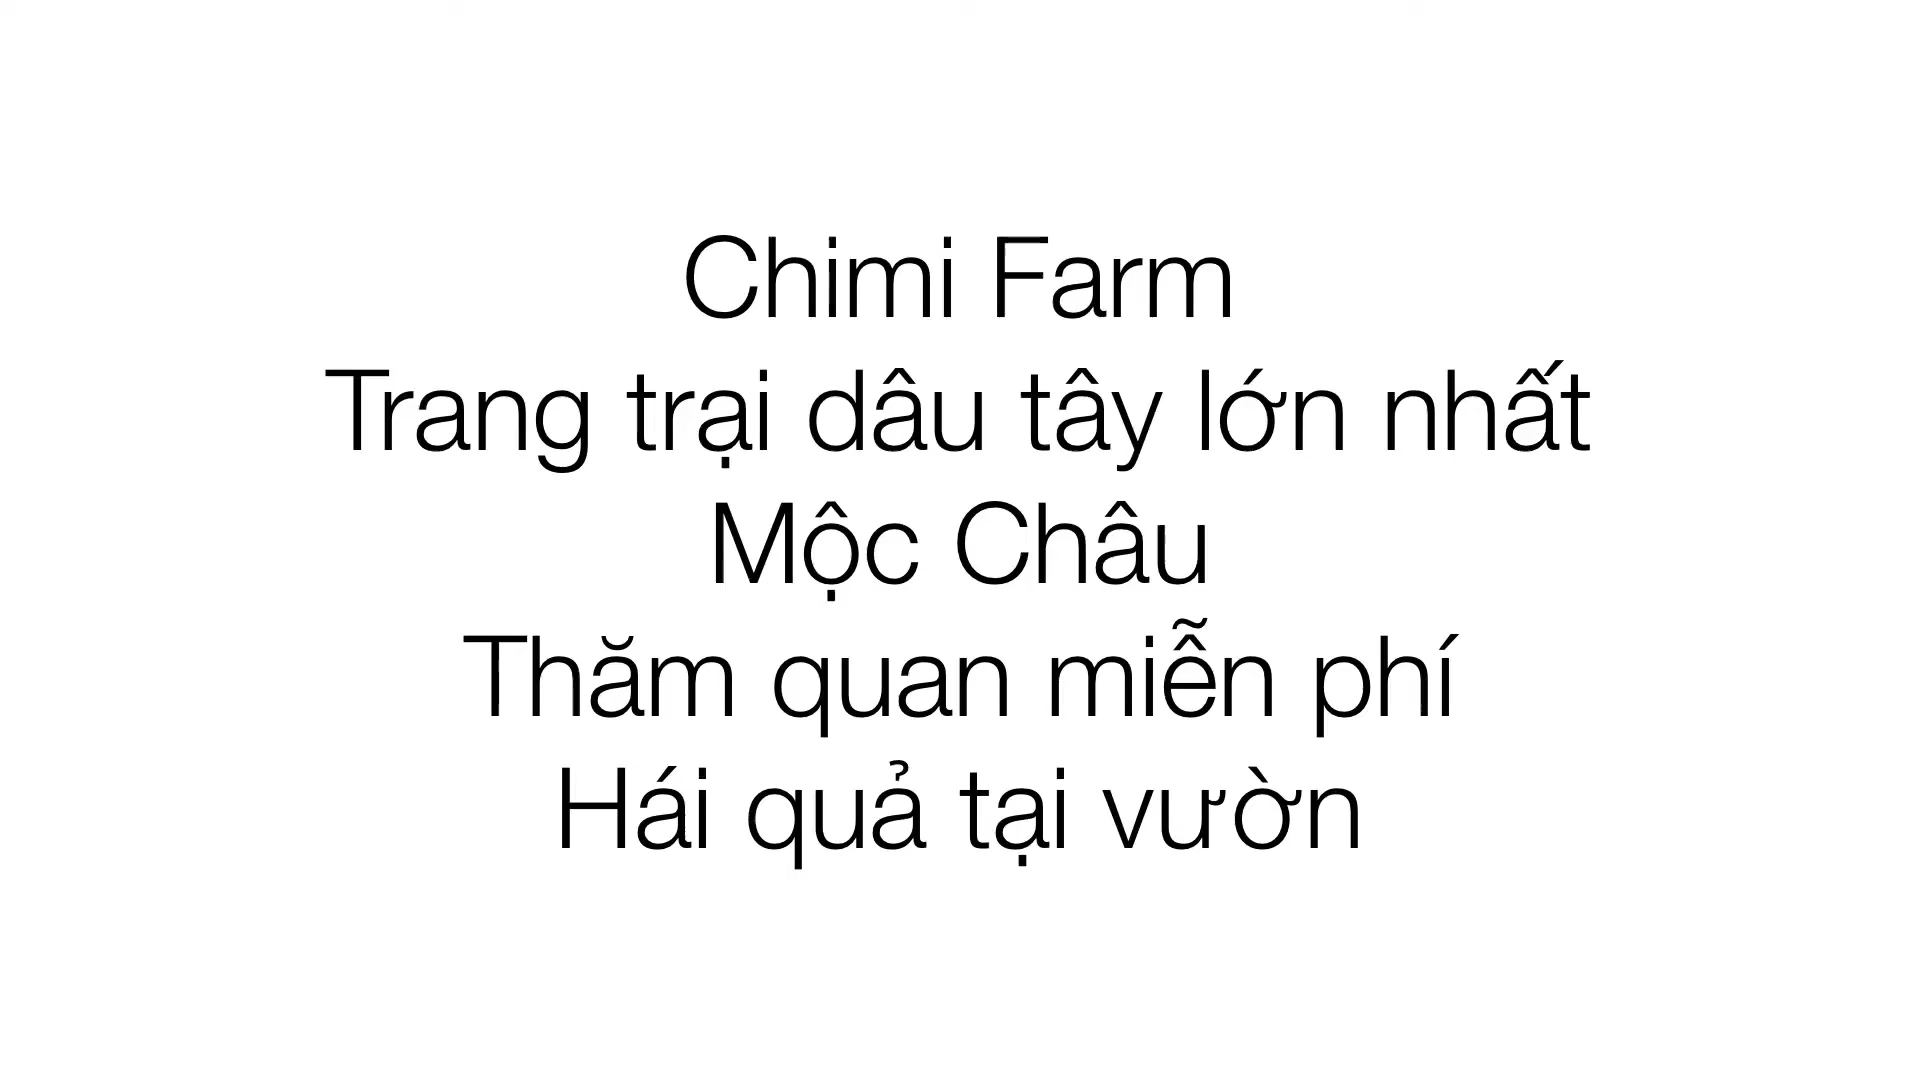 Chimi Farm
Trang trại dâu tây lớn nhất
Mộc Châu
Thăm quan miễn phí
Hái quả tại vườn